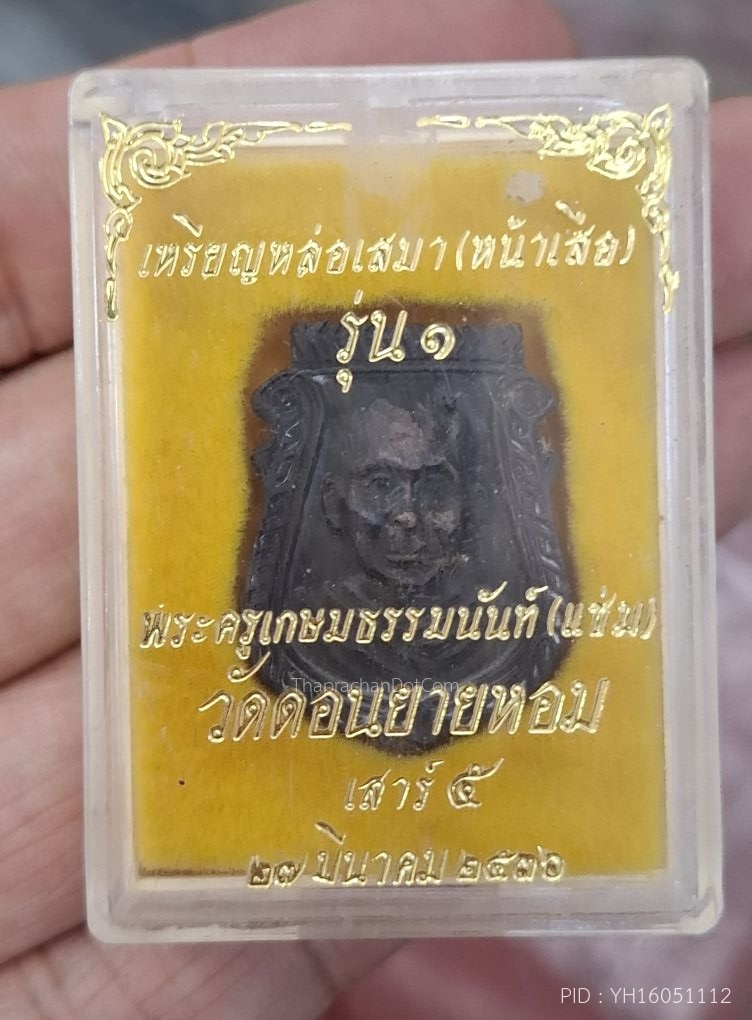 เหรียญหล่อเสมา (หน้าเสือ)
รุ่น ๑
พระครูเกษมธรรมนันท์ (แช่ม)
ThaprachanDotCom
วัดดอนยายหอม
เสาร์ ๕
๒๗ มีนาคม ๒๕๓๖
PID : YH16051112